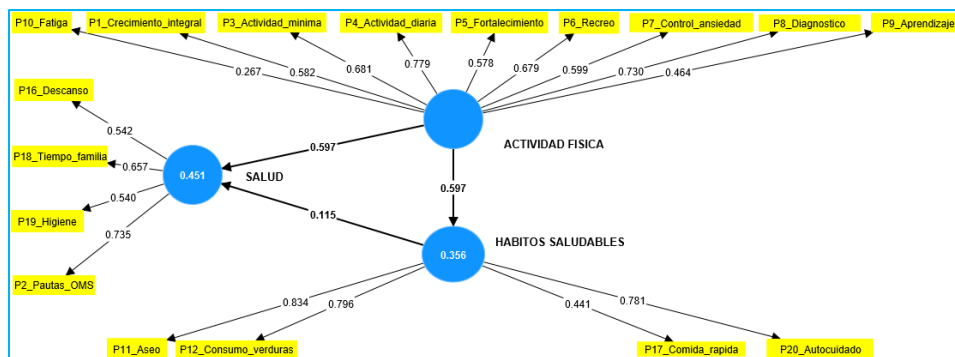 P10_Fatiga
P1_Crecimiento_integral
P3_Actividad_minima
P4_Actividad_diaria
P5_Fortalecimiento
P6_Recreo
P7_Control_ansiedad
P8_Diagnostico
P9_Aprendizaje
0.267
0.582
0.681
0.779
0.578
0.679
0.599
0.730
0.464
P16_Descanso
0.542
P18_Tiempo_familia
0.657
P19_Higiene
0.540
P2_Pautas_OMS
0.735
0.451
SALUD
0.597
ACTIVIDAD FISICA
0.597
0.115
HABITOS SALUDABLES
0.356
0.834
0.796
0.441
0.781
P11_Aseo
P12_Consumo_verduras
P17_Comida_rapida
P20_Autocuidado